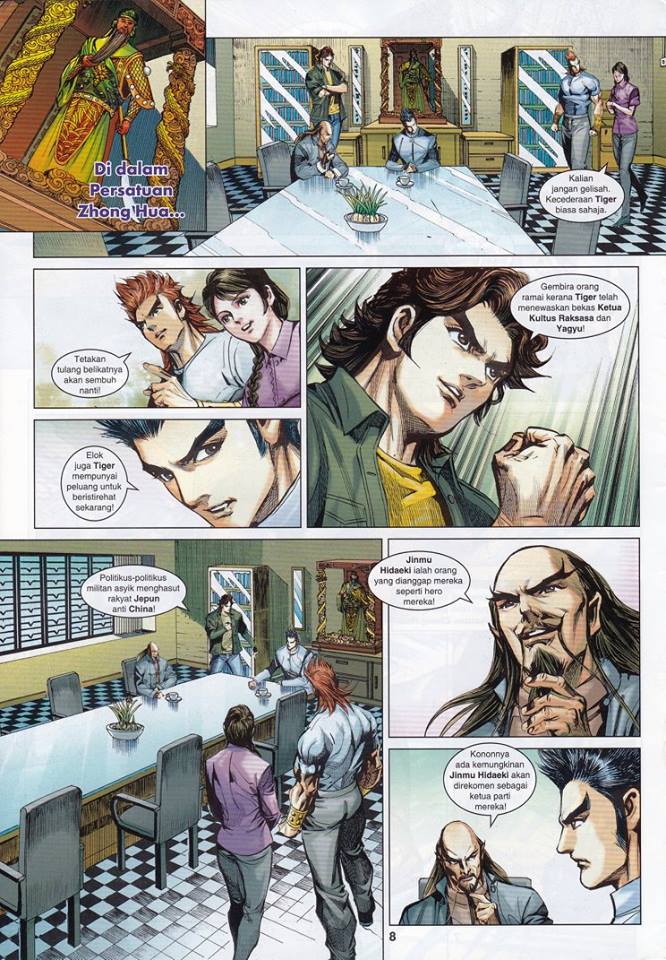 Di dalam
Persatuan
Zhong Hua...
Kalian
jangan gelisah.
Kecederaan Tiger
biasa sahaja.
Tetakan
tulang belikatnya
akan sembuh
nanti!
Gembira orang
ramai kerana Tiger telah
menewaskan bekas Ketua
Kultus Raksasa dan
Yagyu!
Elok
juga Tiger
mempunyai
peluang untuk
beristirehat
sekarang!
Politikus-politikus
militan asyik menghasut
rakyat Jepun
anti China!
Jinmu
Hidaeki ialah orang
yang dianggap mereka
seperti hero
mereka!
Kononnya
ada kemungkinan
Jinmu Hidaeki akan
direkomen sebagai
ketua parti
mereka!
8